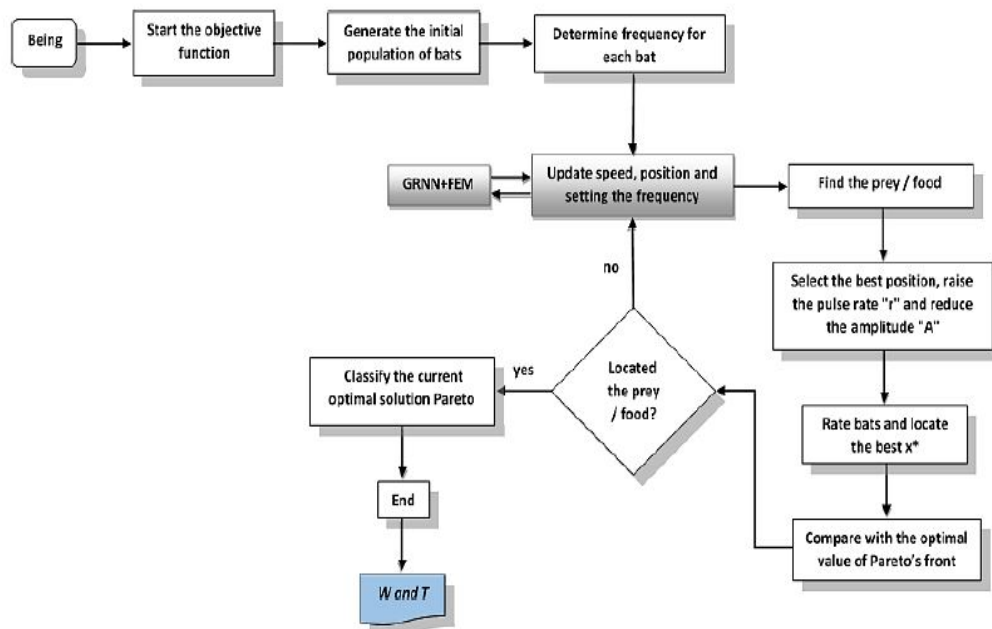 Being
Start the objective
function
Generate the initial
population of bats
Determine frequency for
each bat
GRNN+FEM
Update speed, position and
setting the frequency
Find the prey / food
no
Select the best position, raise
the pulse rate "r" and reduce
the amplitude "A"
Classify the current
optimal solution Pareto
yes
Located
the prey
/ food?
Rate bats and locate
the best x*
End
Compare with the optimal
value of Pareto's front
W and T